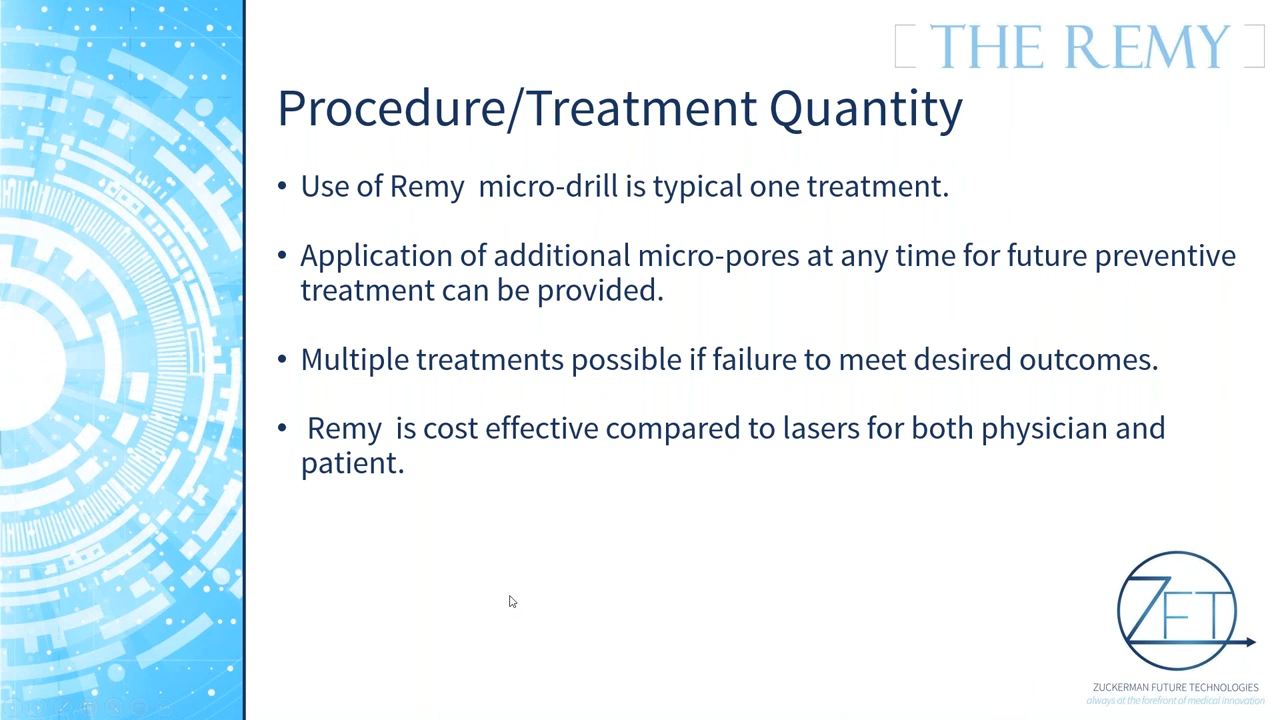 THE REMY
Procedure/Treatment Quantity
• Use of Remy  micro-drill is typical one treatment.
• Application of additional micro-pores at any time for future preventive
treatment can be provided.
• Multiple treatments possible if failure to meet desired outcomes.
•  Remy  is cost effective compared to lasers for both physician and
patient.
ZFT
ZUCKERMAN FUTURE TECHNOLOGIES
always at the forefront of medical innovation